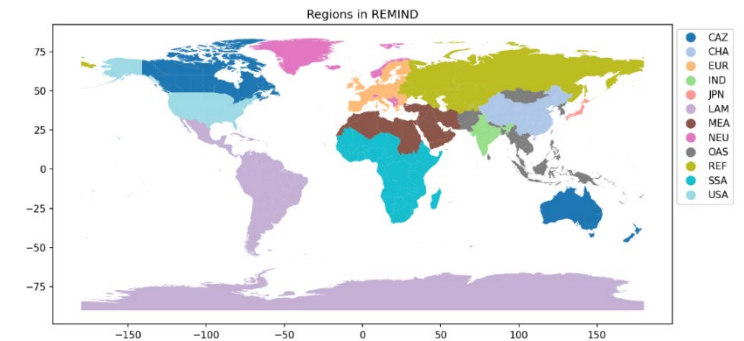 Regions in REMIND
75
50
25
0
−25
−50
−75
−150
−100
−50
0
50
100
150
CAZ
CHA
EUR
IND
JPN
LAM
MEA
NEU
OAS
REF
SSA
USA